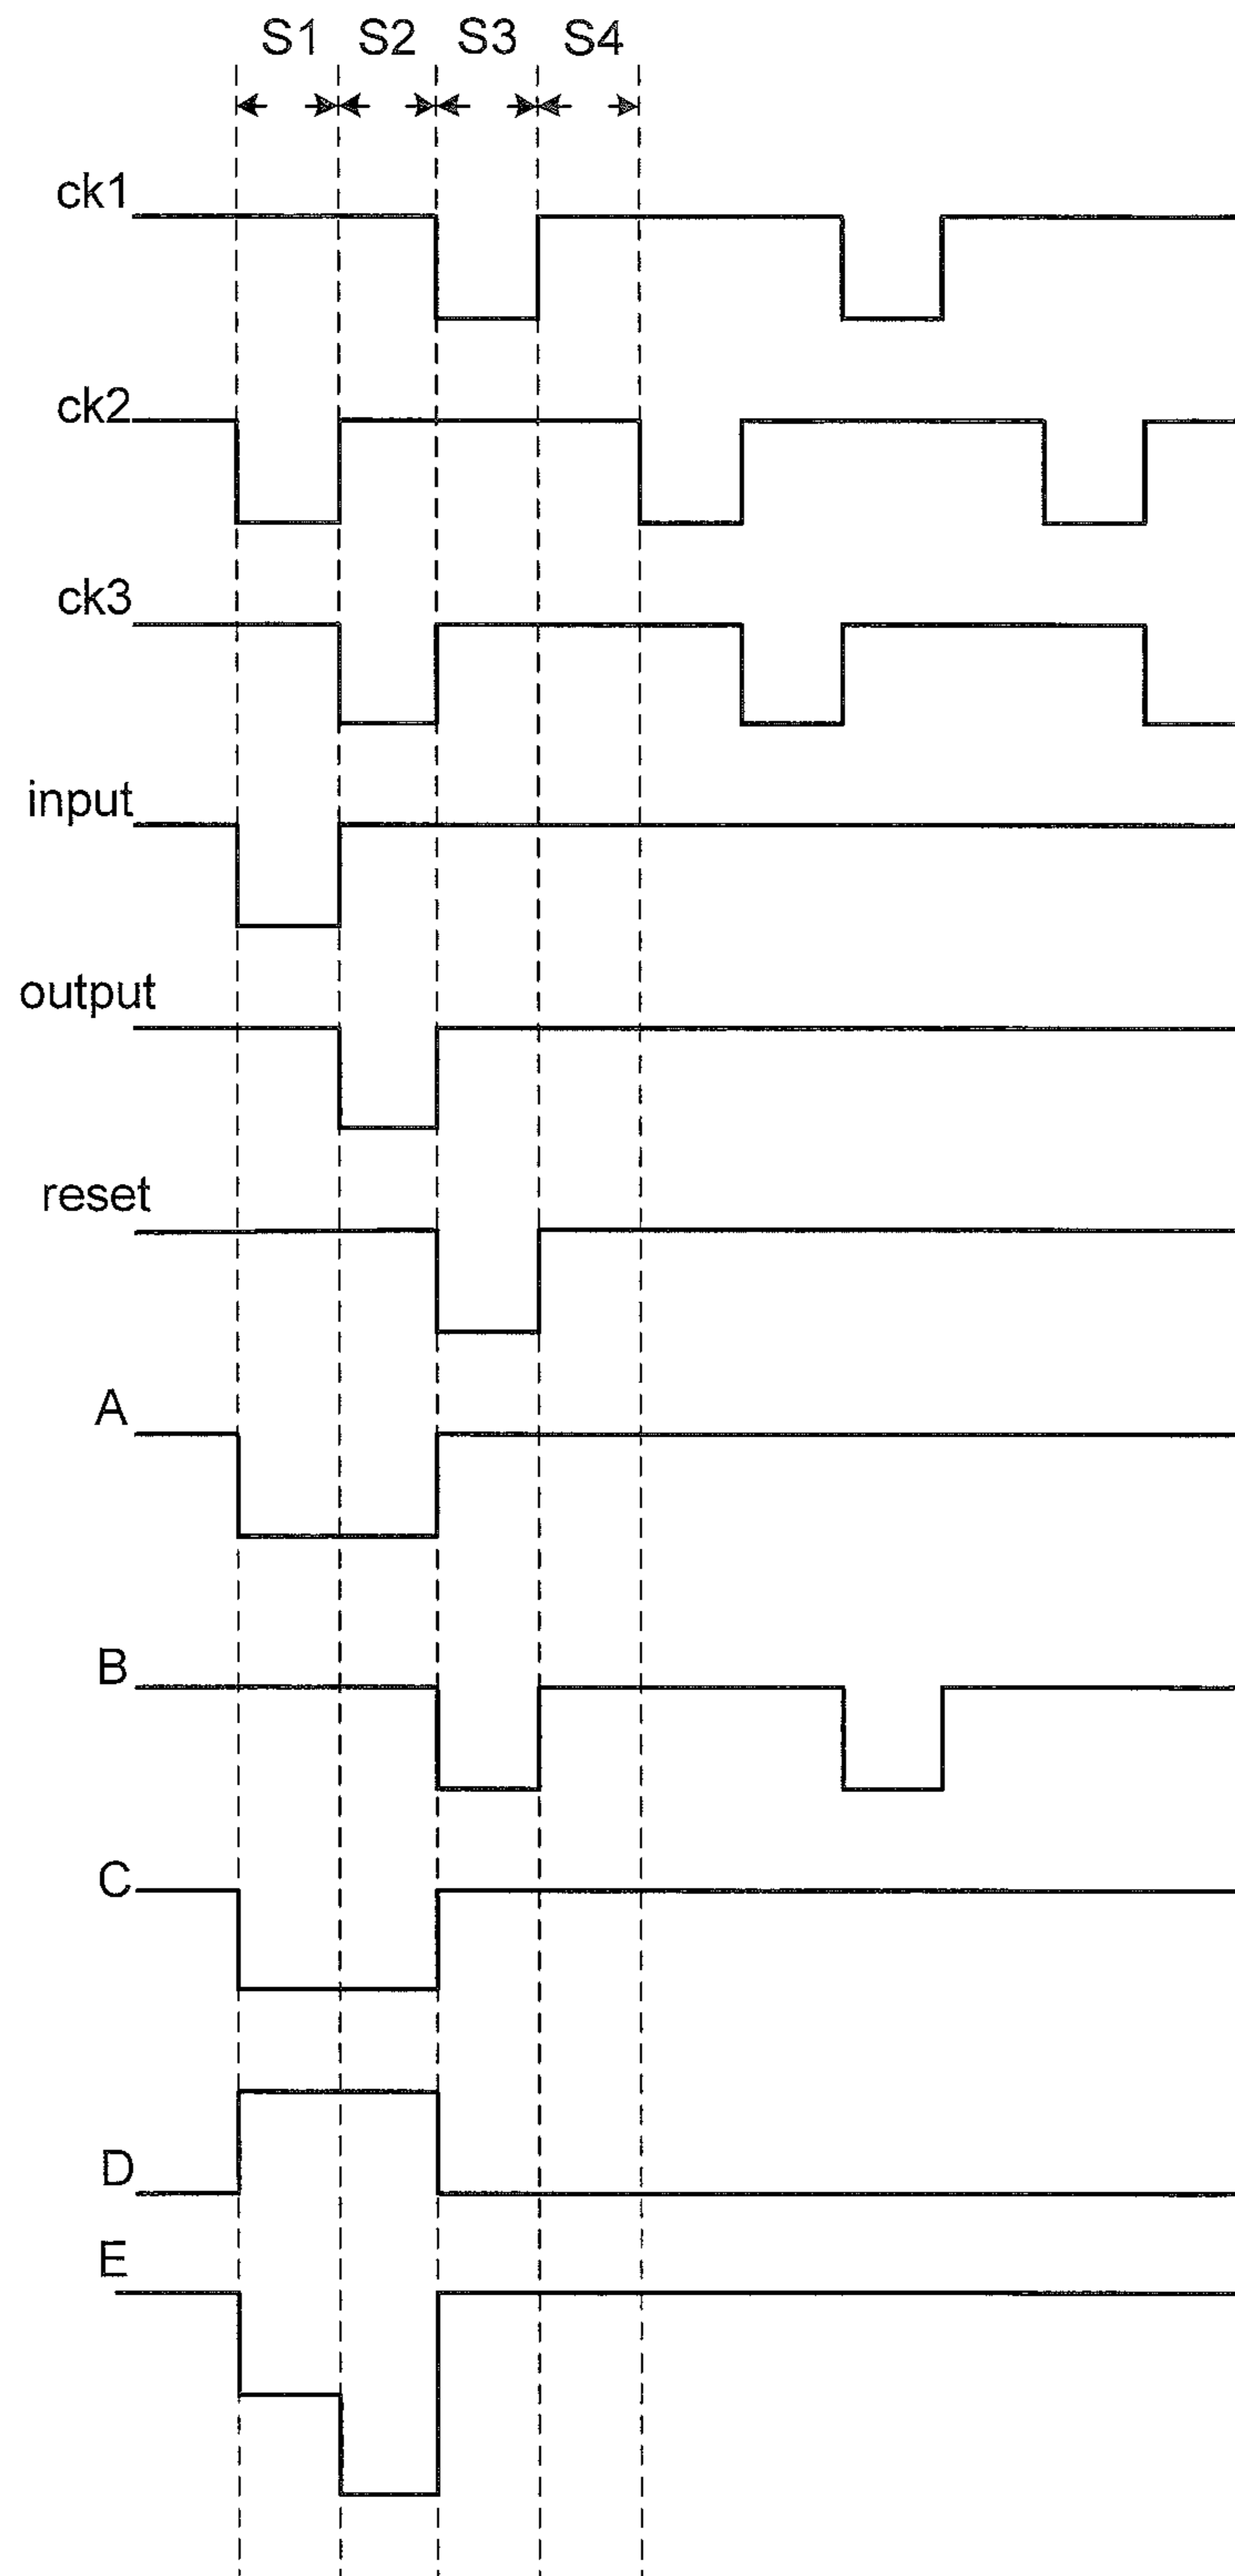 S1 S2 S3 S4
ck1
ck2
ck3
input
output
reset
A
B
C
D
E